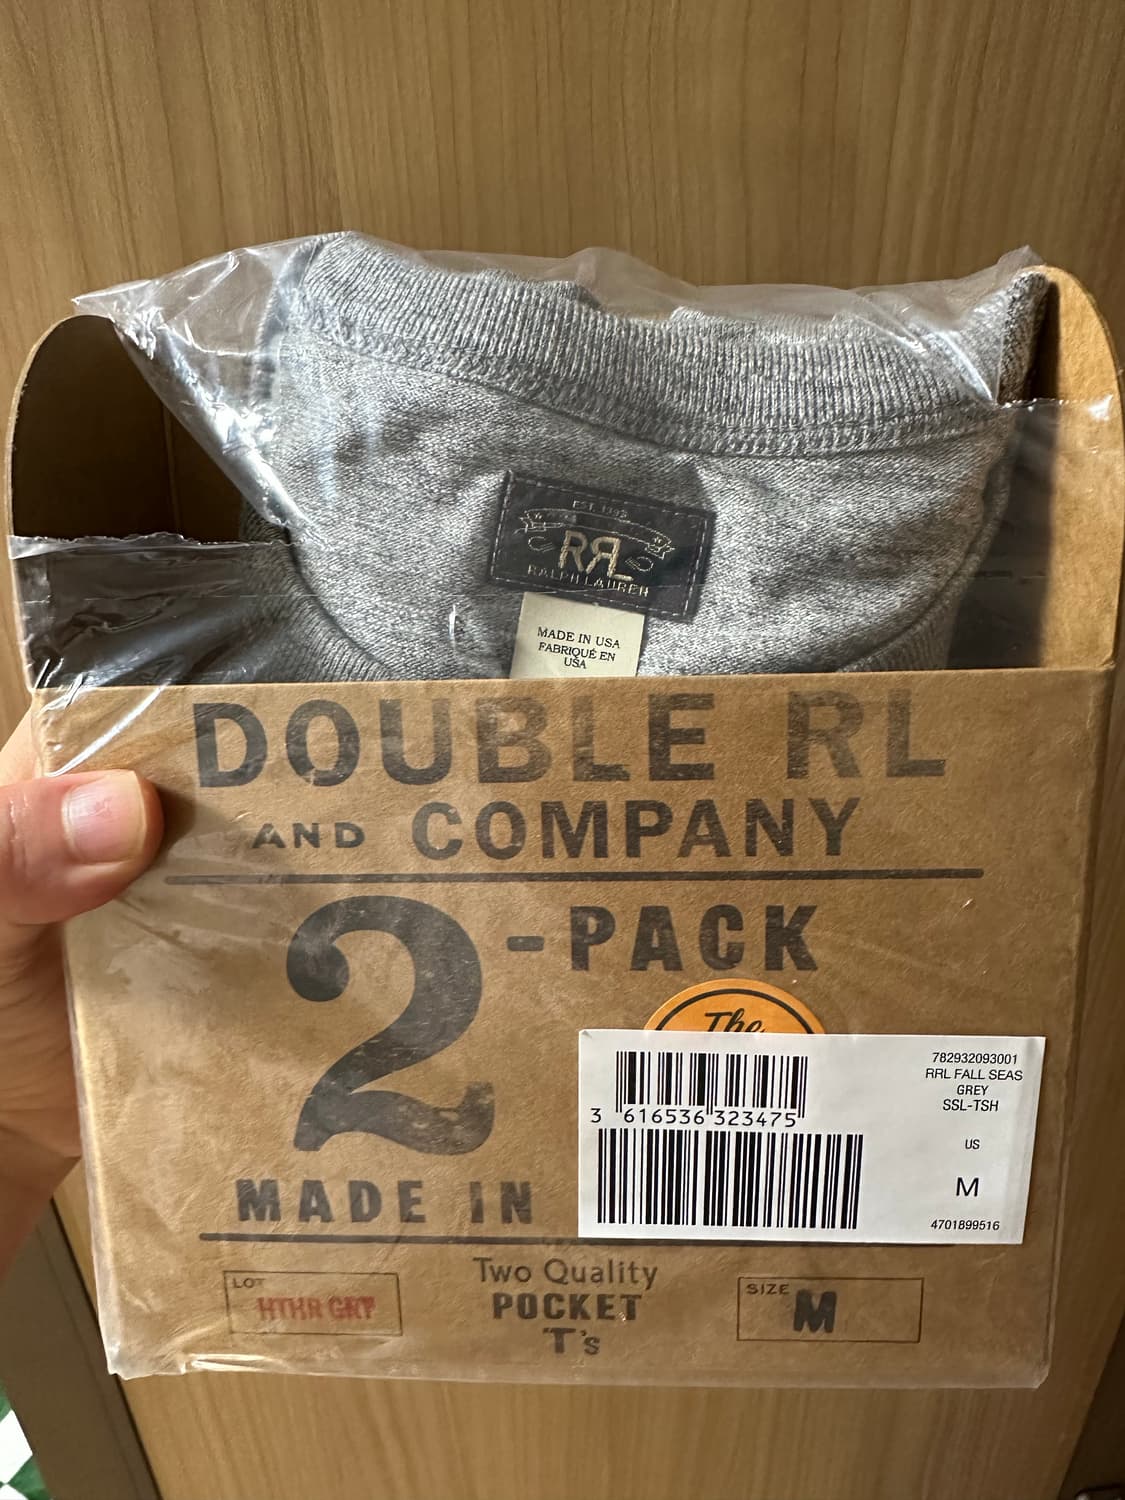 EST. 1993
RRL
RALPH LAUREN
MADE IN USA
FABRIQUÉ EN
USA
DOUBLE RL
AND COMPANY
2-PACK
The
MADE IN
782932093001
RRL FALL SEAS
GREY
SSL-TSH
US
M
4701899516
3 616536 323475
LOT
HTHR GRY
Two Quality
POCKET
T's
SIZE
M